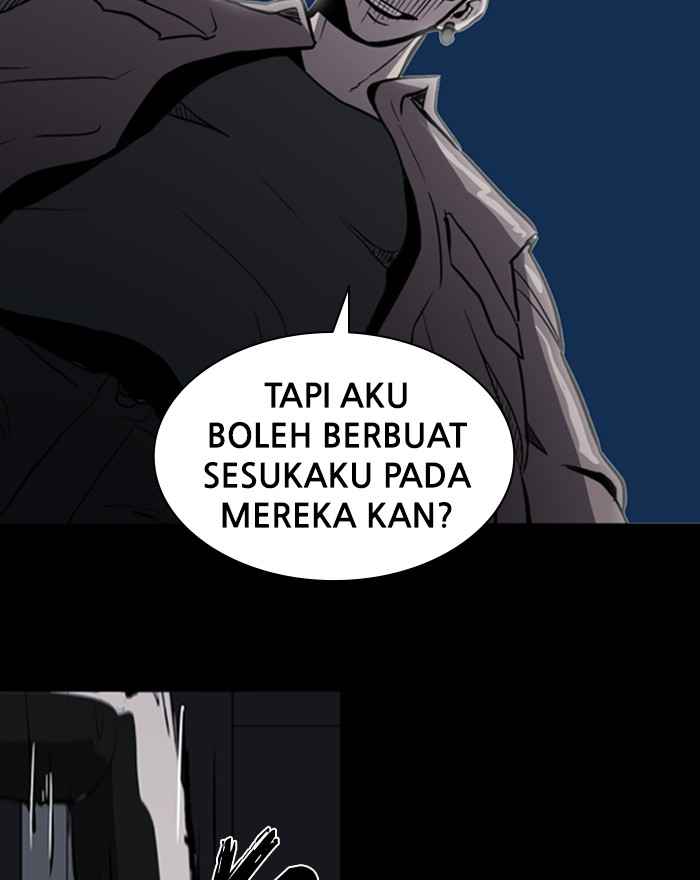 TAPI AKU
BOLEH BERBUAT
SESUKAKU PADA
MEREKA KAN?